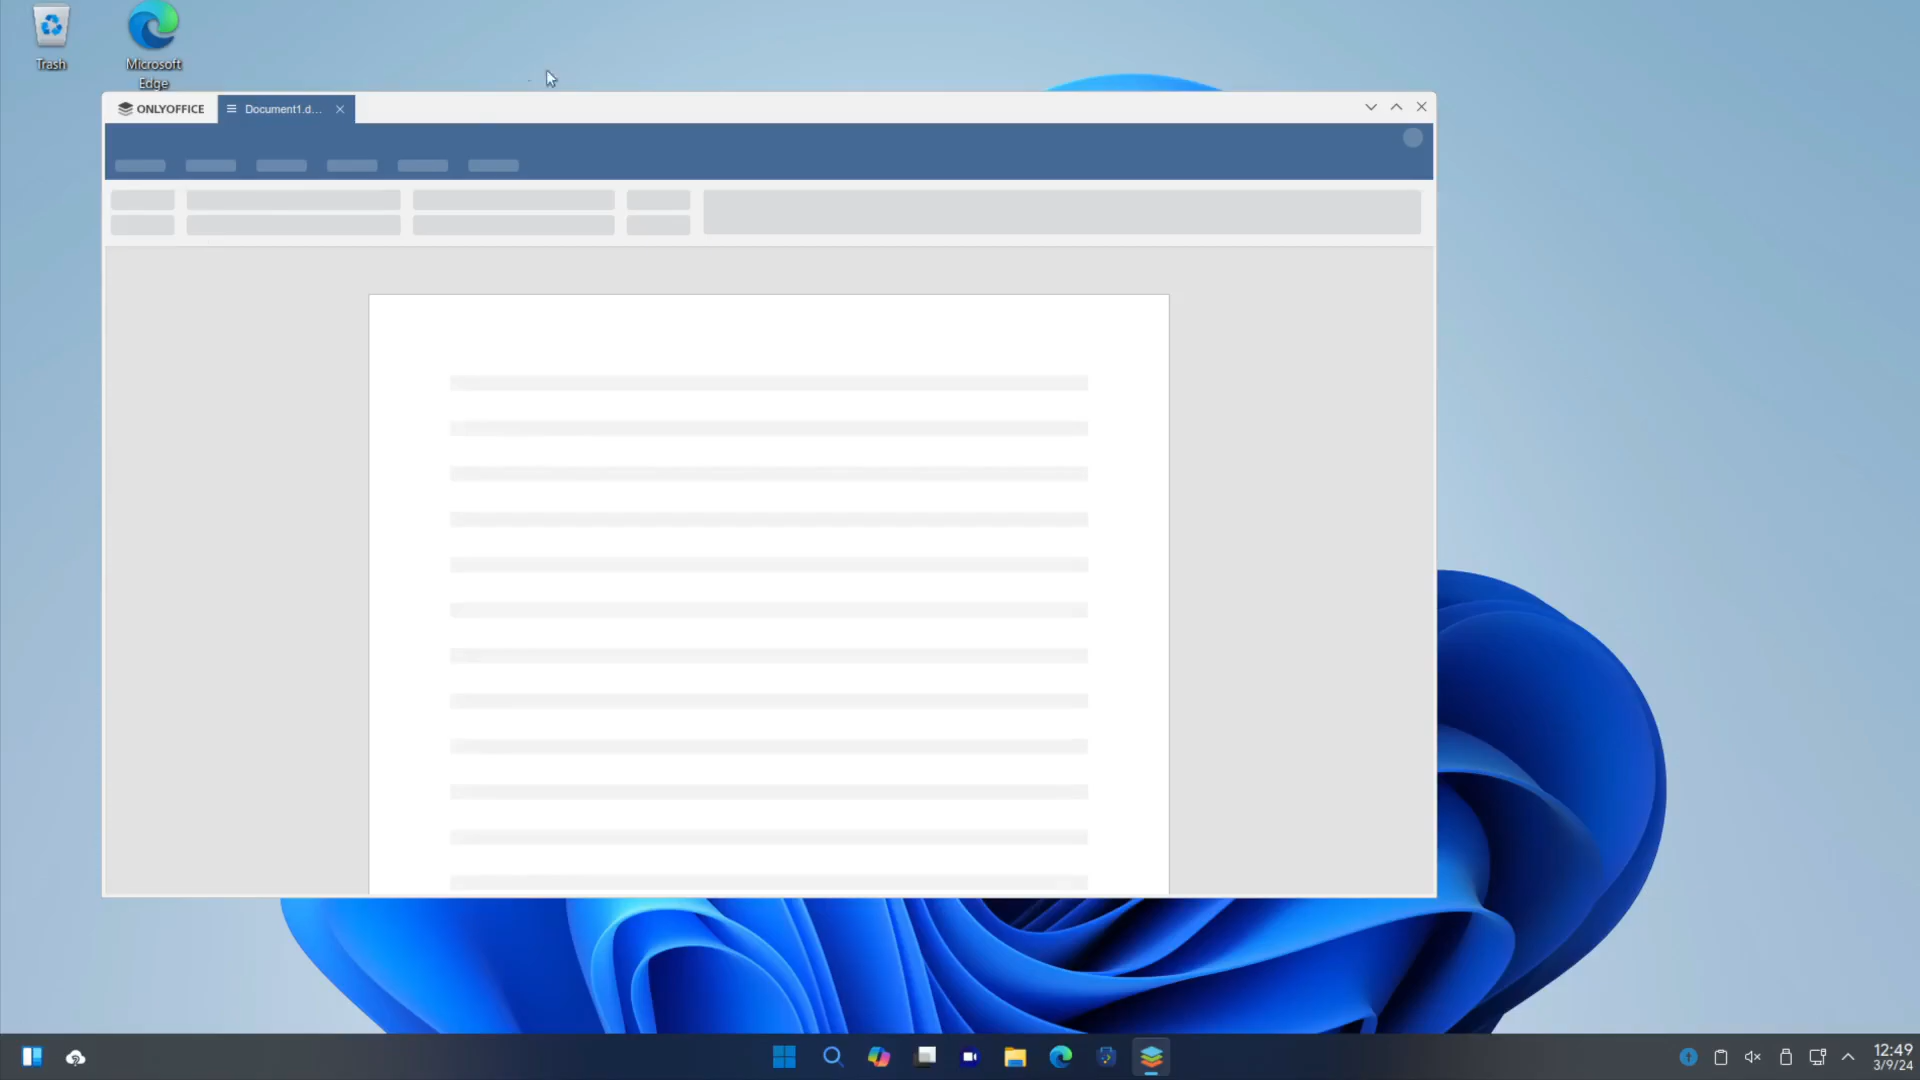 Trash
Microsoft
Edge
ONLYOFFICE
Document1.d...
12:49
3/9/24